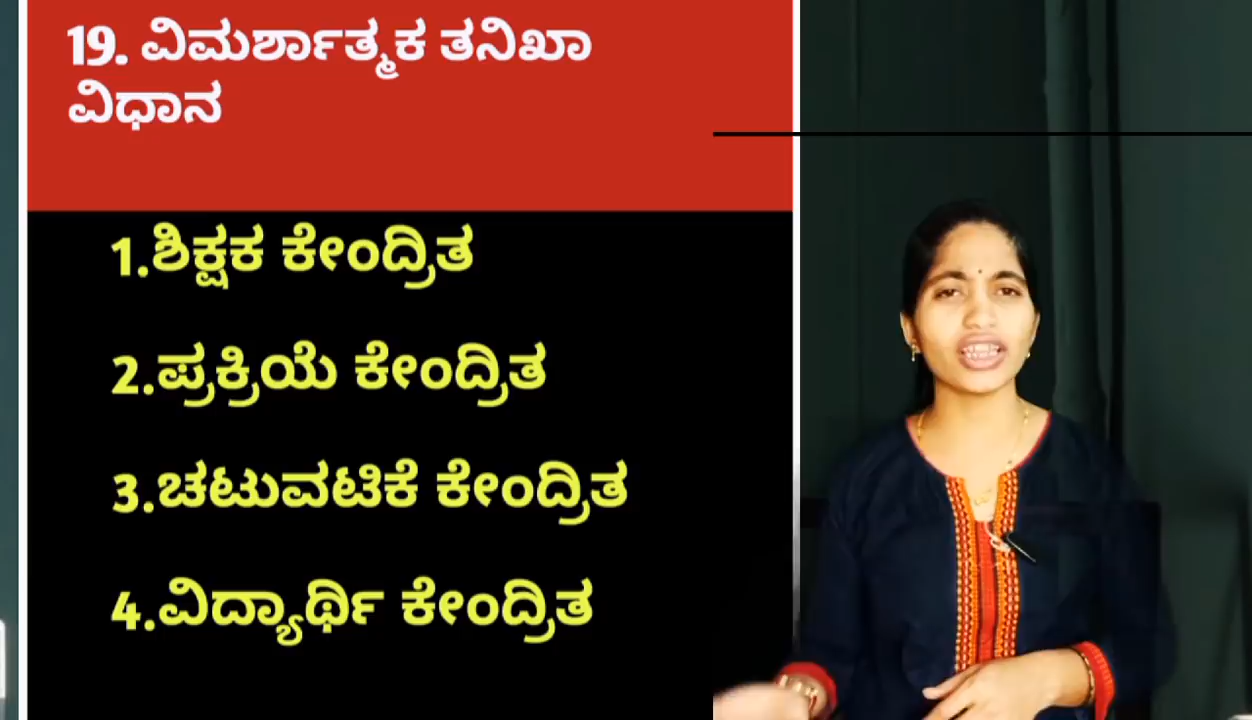 19. ವಿಮರ್ಶಾತ್ಮಕ ತನಿಖಾ
ವಿಧಾನ
1.ಶಿಕ್ಷಕ ಕೇಂದ್ರಿತ
2.ಪ್ರಕ್ರಿಯೆ ಕೇಂದ್ರಿತ
3.ಚಟುವಟಿಕೆ ಕೇಂದ್ರಿತ
4.ವಿದ್ಯಾರ್ಥಿ ಕೇಂದ್ರಿತ